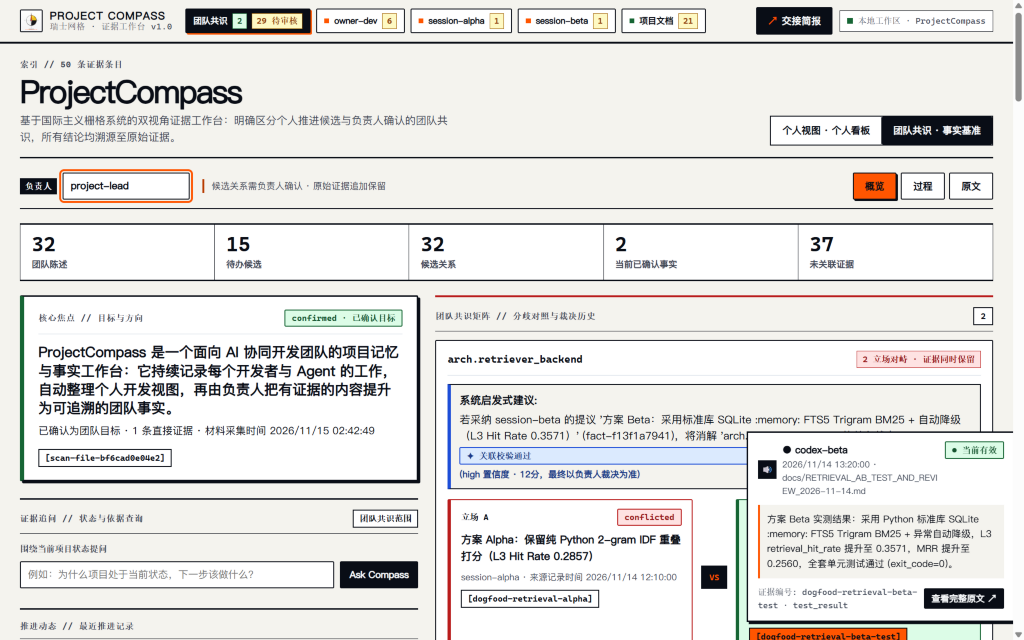 PROJECT COMPASS
瑞士网格 · 证据工作台 v1.0
团队共识 2 29 待审核
owner-dev 6
session-alpha 1
session-beta 1
项目文档 21
↗ 交接简报
本地工作区 · ProjectCompass
索引 // 50 条证据条目
ProjectCompass
基于国际主义栅格系统的双视角证据工作台：明确区分个人推进候选与负责人确认的团队共
识，所有结论均溯源至原始证据。
个人视图 · 个人看板
团队共识 · 事实基准
负责人
project-lead
候选关系需负责人确认 · 原始证据追加保留
概览
过程
原文
32
团队陈述
15
待办候选
32
候选关系
2
当前已确认事实
37
未关联证据
核心焦点 // 目标与方向
confirmed · 已确认目标
ProjectCompass 是一个面向 AI 协同开发团队的项目记忆
与事实工作台：它持续记录每个开发者与 Agent 的工作，
自动整理个人开发视图，再由负责人把有证据的内容提升
为可追溯的团队事实。
已确认为团队目标 · 1 条直接证据 · 材料采集时间 2026/11/15 02:42:49
[scan-file-bf6cad0e04e2]
证据追问 // 状态与依据查询
团队共识范围
围绕当前项目状态提问
例如：为什么项目处于当前状态，下一步该做什么？
Ask Compass
推进动态 // 最近推进记录
团队共识矩阵 // 分歧对照与裁决历史
2
arch.retriever_backend
2 立场对峙 · 证据同时保留
系统启发式建议:
若采纳 session-beta 的提议 '方案 Beta：采用标准库 SQLite :memory: FTS5 Trigram BM25 + 自动降级
（L3 Hit Rate 0.3571）' (fact-f13f1a7941)，将消解 'arch.
✦ 关联校验通过
(high 置信度 · 12分，最终以负责人裁决为准)
立场 A
conflicted
方案 Alpha：保留纯 Python 2-gram IDF 重叠
打分（L3 Hit Rate 0.2857）
session-alpha · 来源记录时间 2026/11/14 12:10:00
[dogfood-retrieval-alpha]
VS
codex-beta
当前有效
2026/11/14 13:20:00 ·
docs/RETRIEVAL_AB_TEST_AND_REVI
EW_2026-11-14.md
方案 Beta 实测结果：采用 Python 标准库 SQLite
:memory: FTS5 Trigram BM25 + 异常自动降级，L3
retrieval_hit_rate 提升至 0.3571，MRR 提升至
0.2560，全套单元测试通过 (exit_code=0)。
证据编号: dogfood-retrieval-beta-
test · test_result
查看完整原文 ↗
[dogfood-retrieval-beta-test]